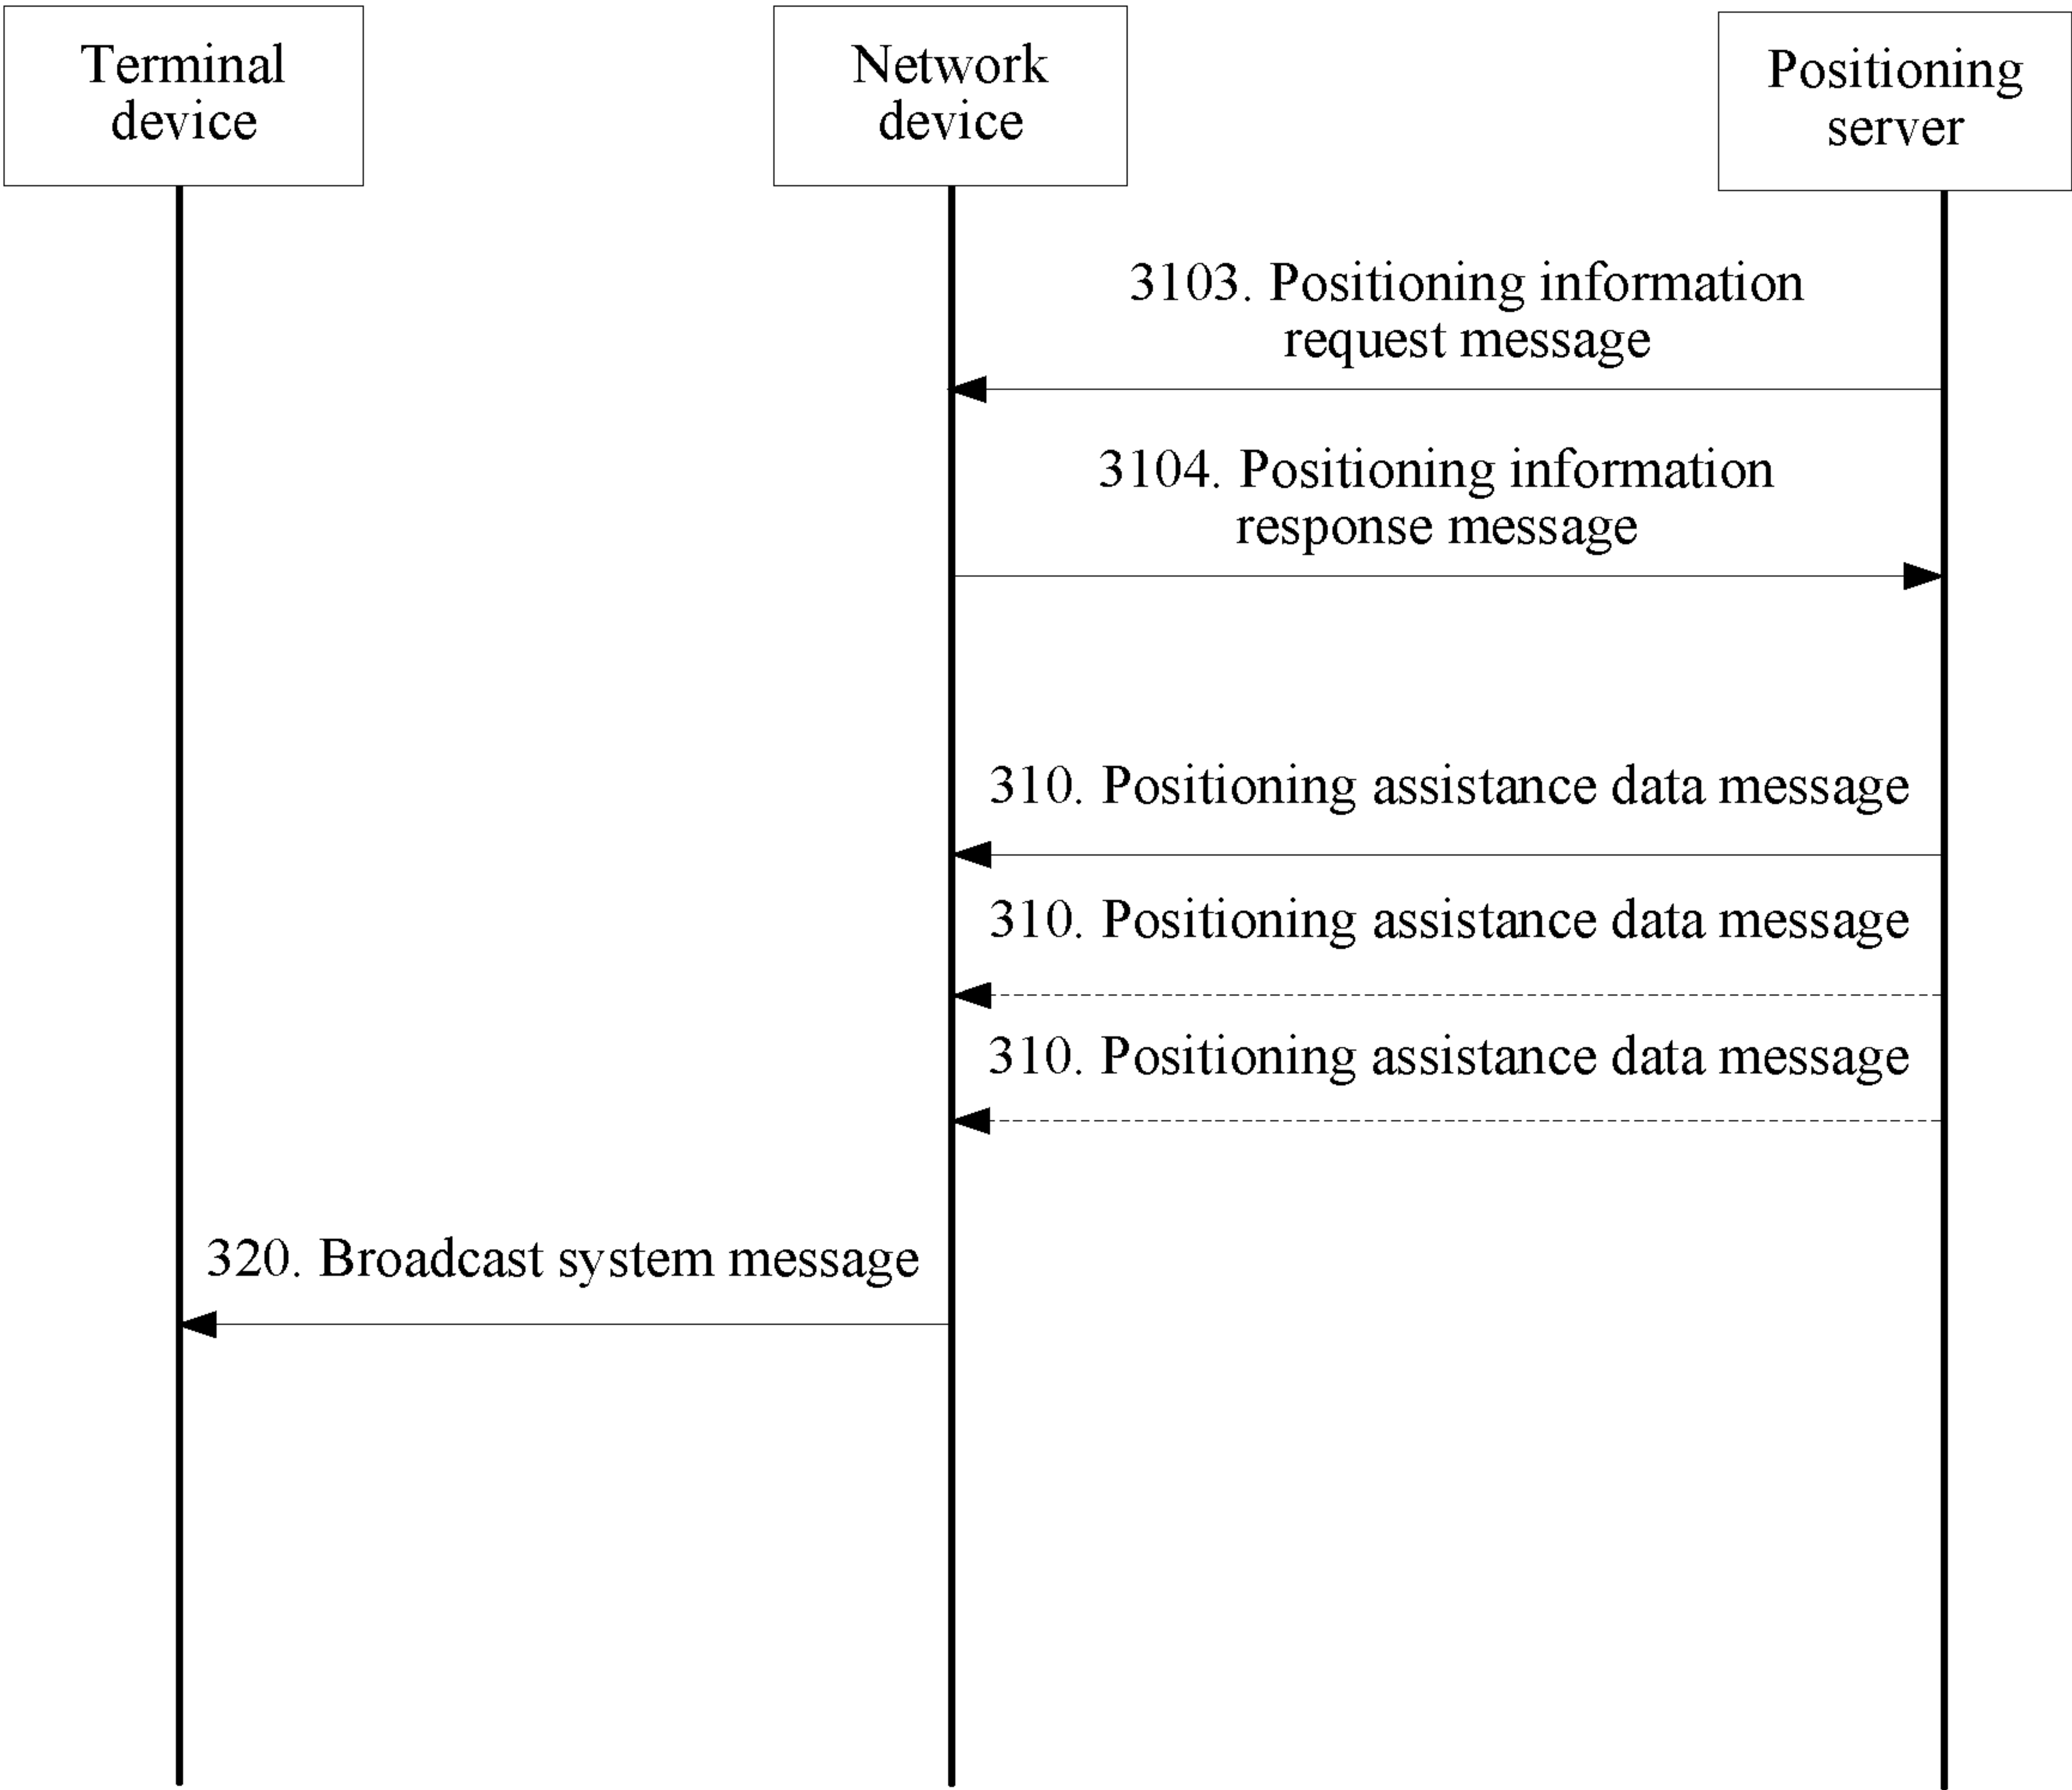 Terminal
device
Network
device
Positioning
server
3103. Positioning information
request message
3104. Positioning information
response message
310. Positioning assistance data message
310. Positioning assistance data message
310. Positioning assistance data message
320. Broadcast system message